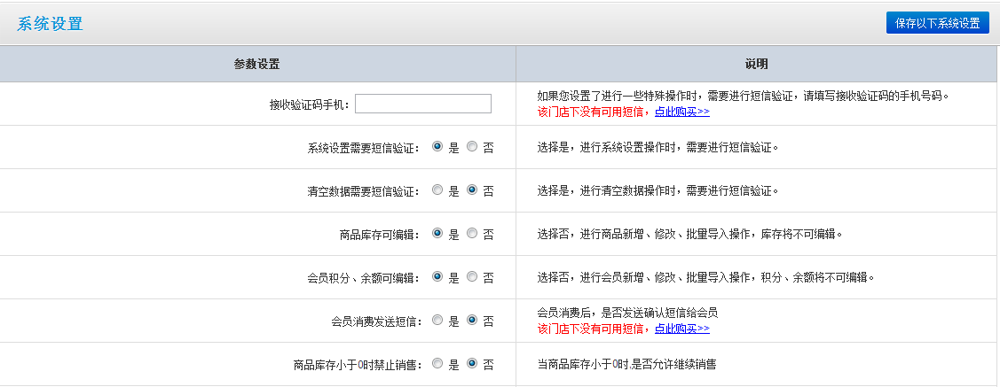 系统设置
保存以下系统设置
参数设置
说明
接收验证码手机：
如果您设置了进行一些特殊操作时，需要进行短信验证，请填写接收验证码的手机号码。
该门店下没有可用短信，点此购买>>
系统设置需要短信验证： 是 否
选择是，进行系统设置操作时，需要进行短信验证。
清空数据需要短信验证： 是 否
选择是，进行清空数据操作时，需要进行短信验证。
商品库存可编辑： 是 否
选择否，进行商品新增、修改、批量导入操作，库存将不可编辑。
会员积分、余额可编辑： 是 否
选择否，进行会员新增、修改、批量导入操作，积分、余额将不可编辑。
会员消费发送短信： 是 否
会员消费后，是否发送确认短信给会员
该门店下没有可用短信，点此购买>>
商品库存小于0时禁止销售： 是 否
当商品库存小于0时,是否允许继续销售